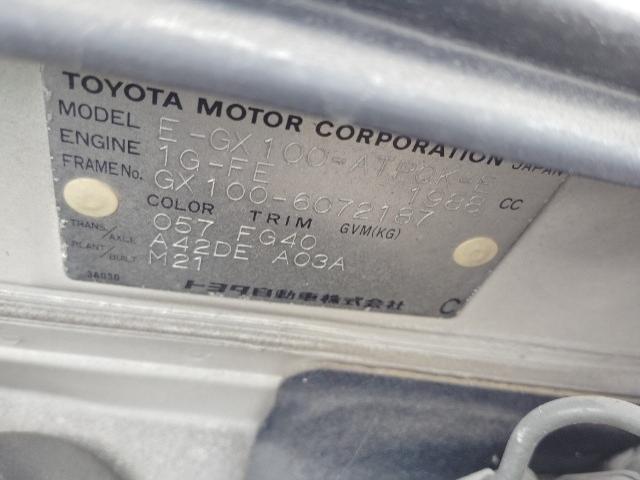 TOYOTA MOTOR CORPORATION JAPAN
MODEL E-GX100-ATPQK-E
ENGINE 1G-FE 1988 CC
FRAME No. GX100-6072187
COLOR TRIM GVM(KG)
057 FG40
TRANS/AXLE A42DE A03A
PLANT/BUILT M21
トヨタ自動車株式会社 C